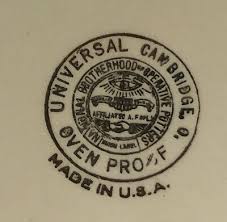 UNIVERSAL CAMBRIDGE, O.
NATIONAL BROTHERHOOD OF OPERATIVE POTTERS
AFFILIATED A.F. OF L.
UNION LABEL
OVEN PROOF
MADE IN U.S.A.